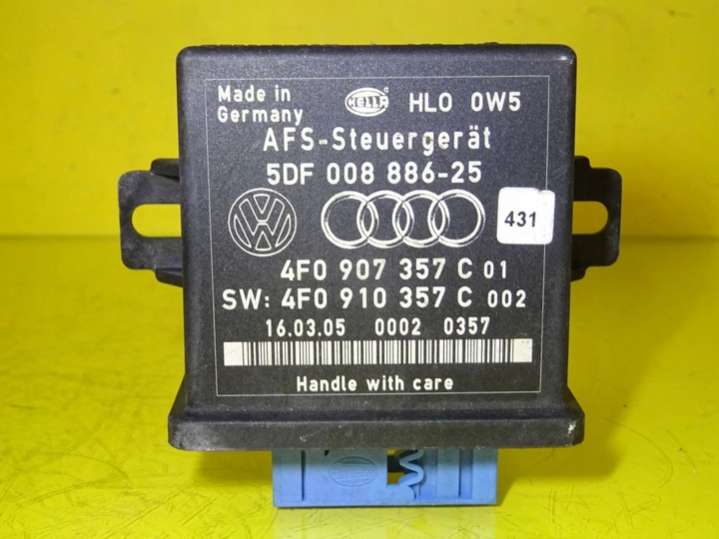 Made in
Germany
HELLA
HLO 0W5
AFS-Steuergerät
5DF 008 886-25
431
4F0 907 357 C 01
SW: 4F0 910 357 C 002
16.03.05 0002 0357
Handle with care